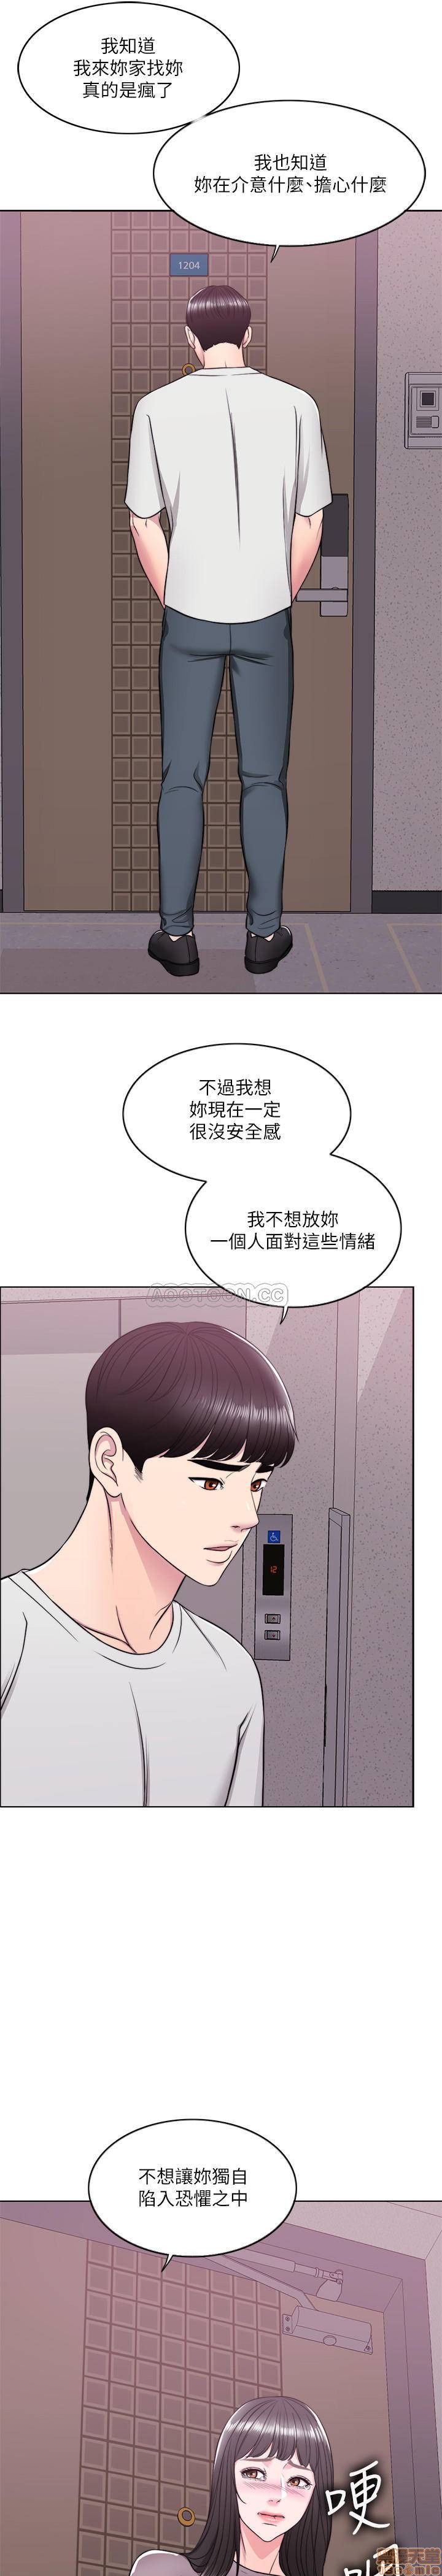 我知道
我來妳家找妳
真的是瘋了
我也知道
妳在介意什麼、擔心什麼
1204
不過我想
妳現在一定
很沒安全感
我不想放妳
一個人面對這些情緒
AOOTOON.CC
12
不想讓妳獨自
陷入恐懼之中
哽